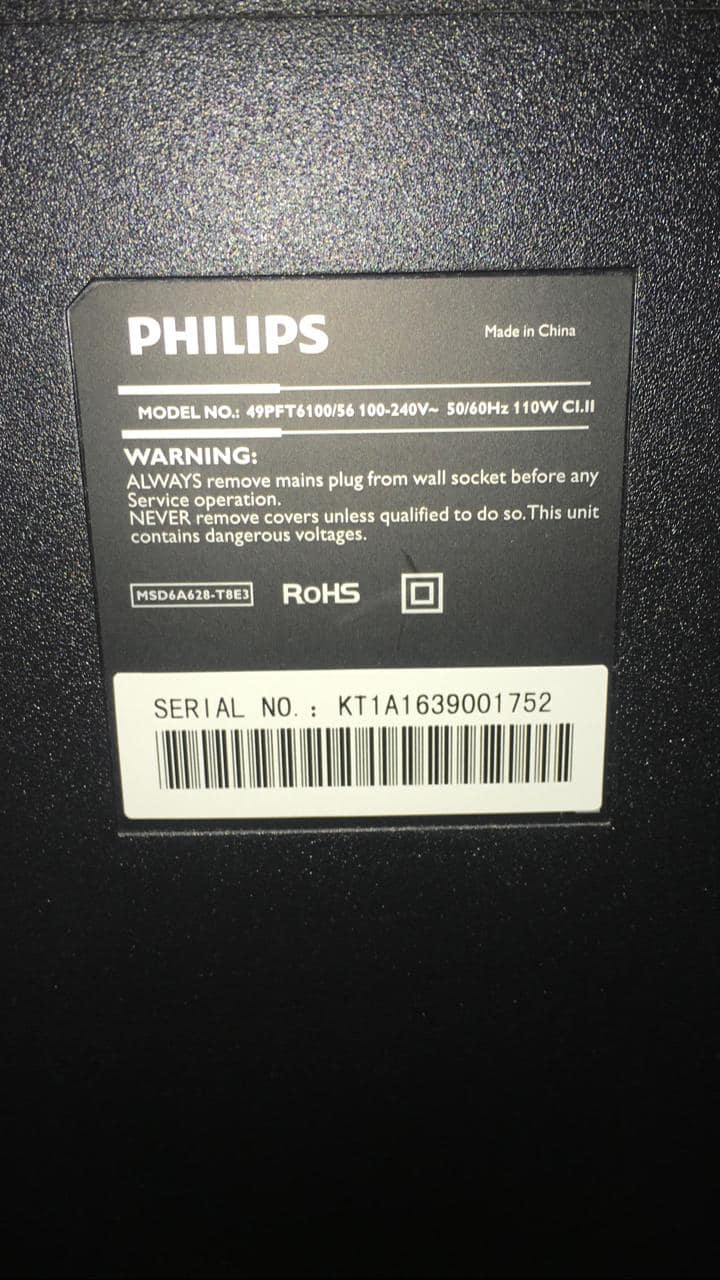 PHILIPS
Made in China
MODEL NO.: 49PFT6100/56 100-240V~ 50/60Hz 110W CI.II
WARNING:
ALWAYS remove mains plug from wall socket before any
Service operation.
NEVER remove covers unless qualified to do so.This unit
contains dangerous voltages.
MSD6A628-T8E3
RoHS
SERIAL NO.: KT1A1639001752